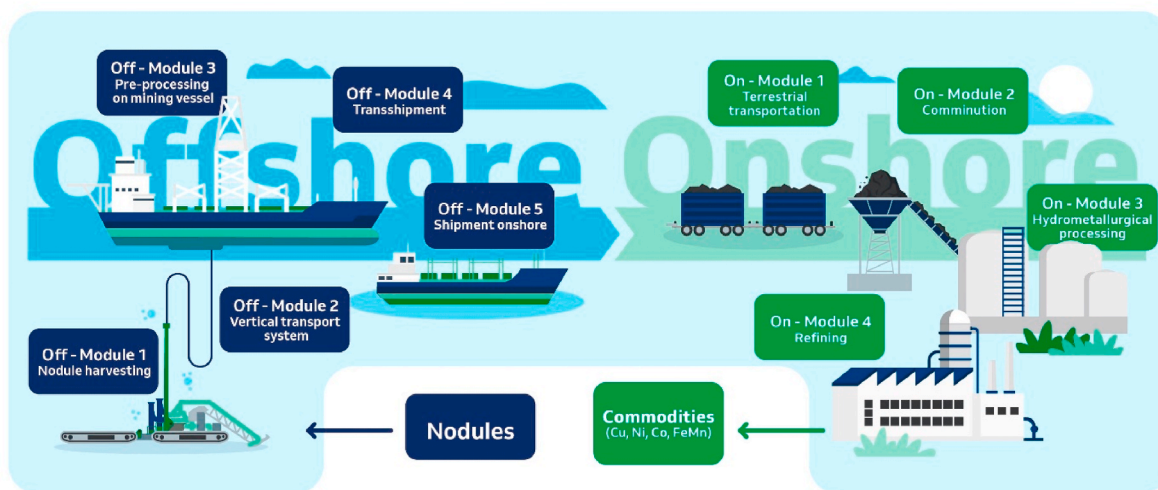 Offshore
Onshore
Off - Module 3
Pre-processing
on mining vessel
Off - Module 4
Transshipment
Off - Module 5
Shipment onshore
Off - Module 2
Vertical transport
system
Off - Module 1
Nodule harvesting
On - Module 1
Terrestrial
transportation
On - Module 2
Comminution
On - Module 3
Hydrometallurgical
processing
On - Module 4
Refining
Nodules
Commodities
(Cu, Ni, Co, FeMn)